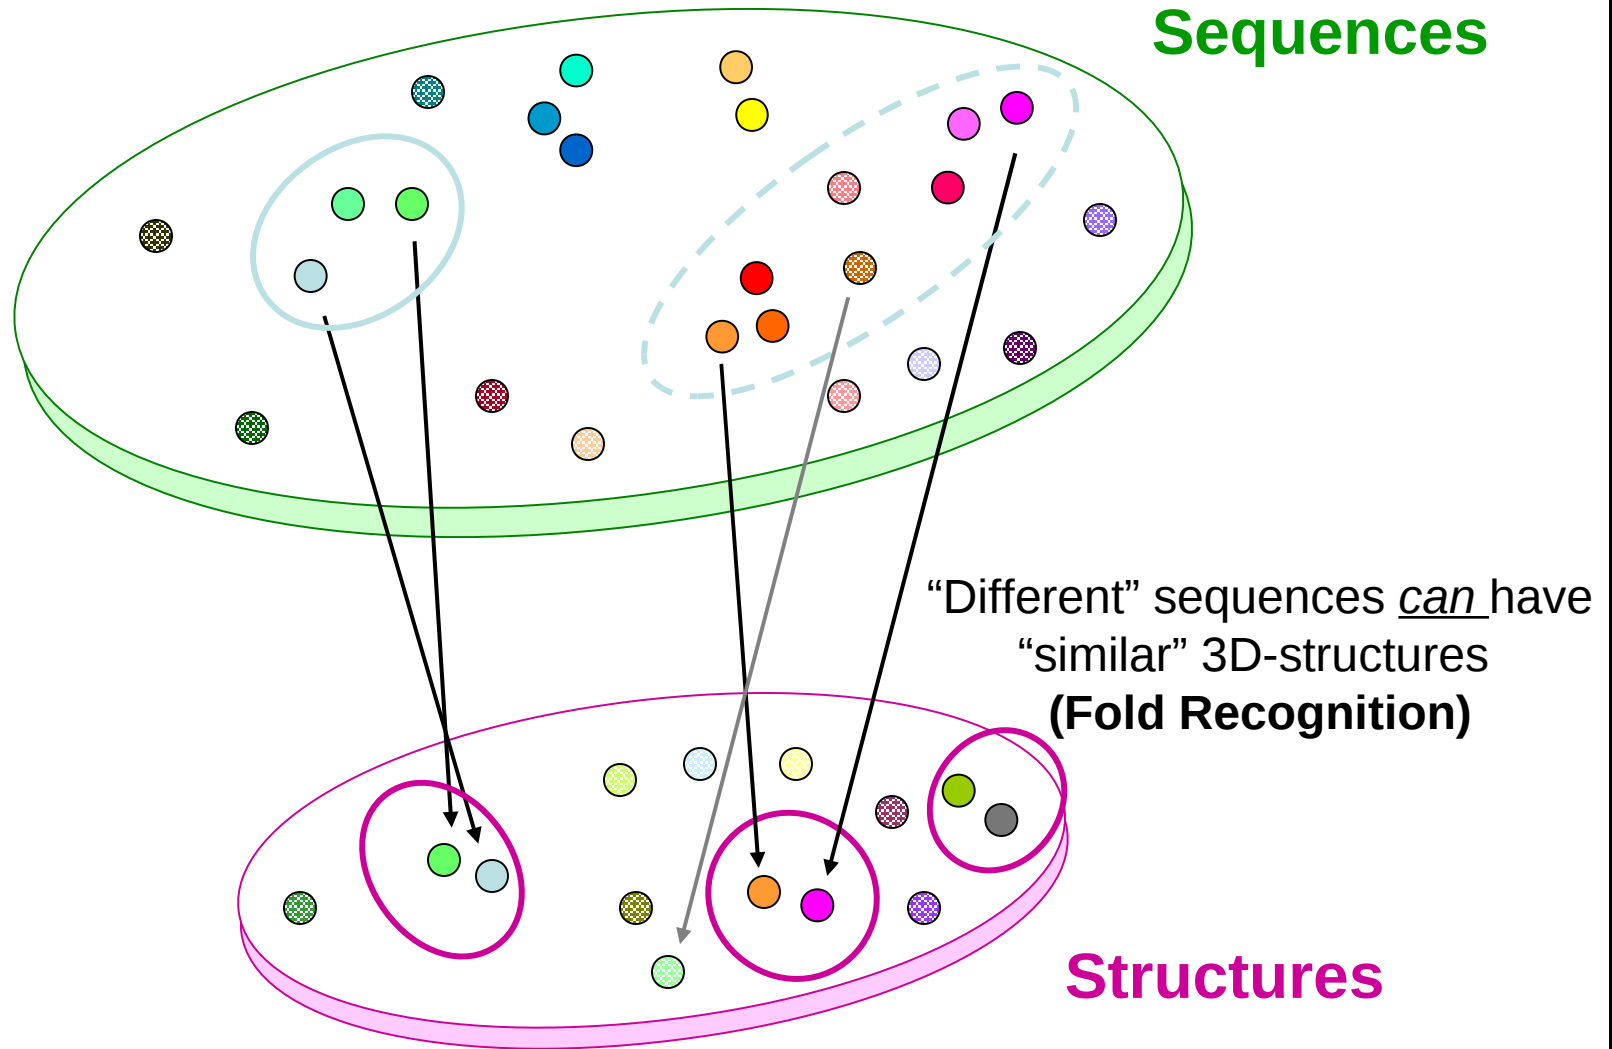 Sequences
“Different” sequences can have
“similar” 3D-structures
(Fold Recognition)
Structures